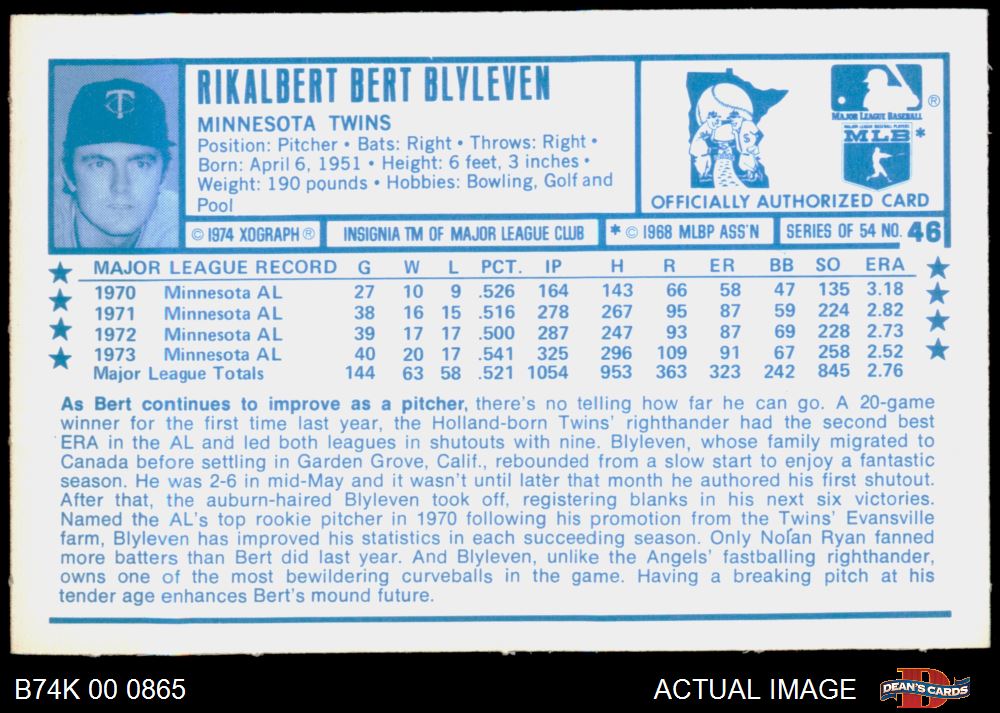 RIKALBERT BERT BLYLEVEN
MINNESOTA TWINS
Position: Pitcher • Bats: Right • Throws: Right •
Born: April 6, 1951 • Height: 6 feet, 3 inches •
Weight: 190 pounds • Hobbies: Bowling, Golf and
Pool
MAJOR LEAGUE BASEBALL ®
MAJOR LEAGUE BASEBALL PLAYERS
MLB *
OFFICIALLY AUTHORIZED CARD
© 1974 XOGRAPH ® INSIGNIA TM OF MAJOR LEAGUE CLUB * © 1968 MLBP ASS'N SERIES OF 54 NO. 46
MAJOR LEAGUE RECORD G W L PCT. IP H R ER BB SO ERA
1970 Minnesota AL 27 10 9 .526 164 143 66 58 47 135 3.18
1971 Minnesota AL 38 16 15 .516 278 267 95 87 59 224 2.82
1972 Minnesota AL 39 17 17 .500 287 247 93 87 69 228 2.73
1973 Minnesota AL 40 20 17 .541 325 296 109 91 67 258 2.52
Major League Totals 144 63 58 .521 1054 953 363 323 242 845 2.76
As Bert continues to improve as a pitcher, there's no telling how far he can go. A 20-game
winner for the first time last year, the Holland-born Twins' righthander had the second best
ERA in the AL and led both leagues in shutouts with nine. Blyleven, whose family migrated to
Canada before settling in Garden Grove, Calif., rebounded from a slow start to enjoy a fantastic
season. He was 2-6 in mid-May and it wasn't until later that month he authored his first shutout.
After that, the auburn-haired Blyleven took off, registering blanks in his next six victories.
Named the AL's top rookie pitcher in 1970 following his promotion from the Twins' Evansville
farm, Blyleven has improved his statistics in each succeeding season. Only Nolan Ryan fanned
more batters than Bert did last year. And Blyleven, unlike the Angels' fastballing righthander,
owns one of the most bewildering curveballs in the game. Having a breaking pitch at his
tender age enhances Bert's mound future.
B74K 00 0865 ACTUAL IMAGE DEAN'S CARDS